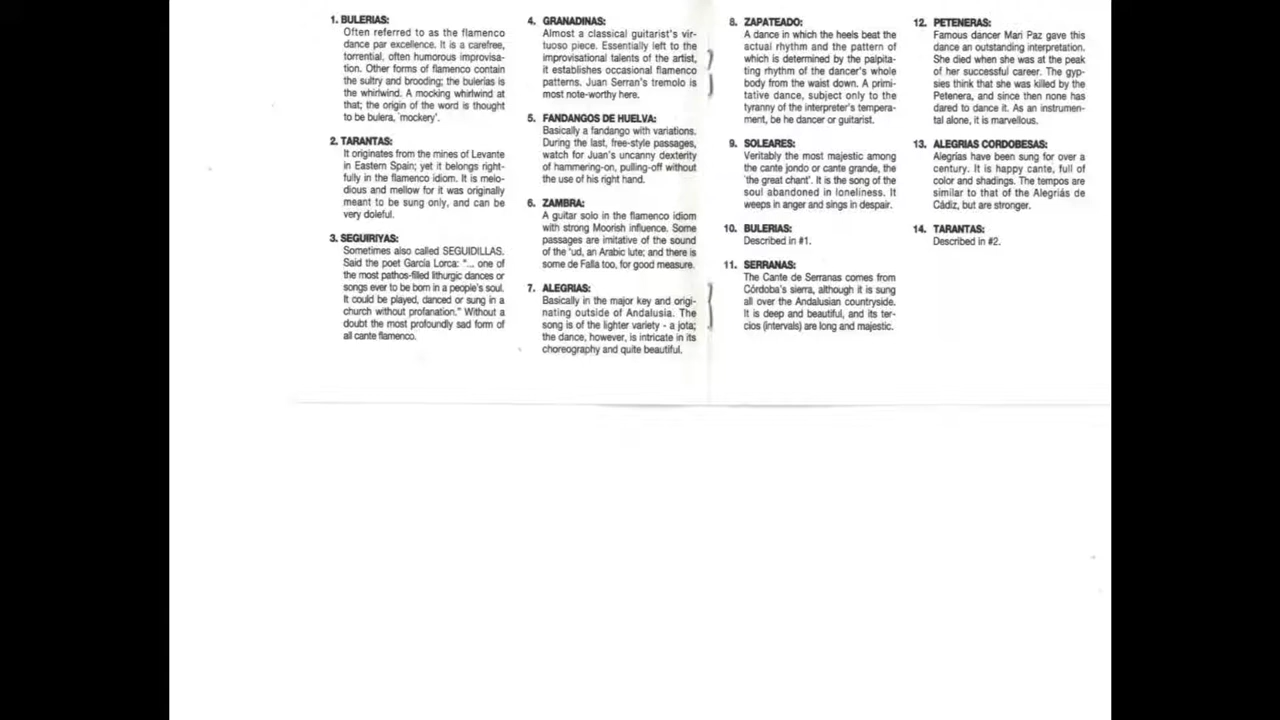 1. BULERIAS:
Often referred to as the flamenco
dance par excellence. It is a carefree,
torrential, often humorous improvisa-
tion. Other forms of flamenco contain
the sultry and brooding; the bulerias is
the whirlwind. A mocking whirlwind at
that; the origin of the word is thought
to be bulera, 'mockery'.
2. TARANTAS:
It originates from the mines of Levante
in Eastern Spain; yet it belongs right-
fully in the flamenco idiom. It is melo-
dious and mellow for it was originally
meant to be sung only, and can be
very doleful.
3. SEGUIRIYAS:
Sometimes also called SEGUIDILLAS.
Said the poet García Lorca: "... one of
the most pathos-filled lithurgic dances or
songs ever to be born in a people's soul.
It could be played, danced or sung in a
church without profanation." Without a
doubt the most profoundly sad form of
all cante flamenco.
4. GRANADINAS:
Almost a classical guitarist's vir-
tuoso piece. Essentially left to the
improvisational talents of the artist,
it establishes occasional flamenco
patterns. Juan Serran's tremolo is
most note-worthy here.
5. FANDANGOS DE HUELVA:
Basically a fandango with variations.
During the last, free-style passages,
watch for Juan's uncanny dexterity
of hammering-on, pulling-off without
the use of his right hand.
6. ZAMBRA:
A guitar solo in the flamenco idiom
with strong Moorish influence. Some
passages are imitative of the sound
of the 'ud, an Arabic lute; and there is
some de Falla too, for good measure.
7. ALEGRIAS:
Basically in the major key and origi-
nating outside of Andalusia. The
song is of the lighter variety - a jota;
the dance, however, is intricate in its
choreography and quite beautiful.
8. ZAPATEADO:
A dance in which the heels beat the
actual rhythm and the pattern of
which is determined by the palpita-
ting rhythm of the dancer's whole
body from the waist down. A primi-
tative dance, subject only to the
tyranny of the interpreter's tempera-
ment, be he dancer or guitarist.
9. SOLEARES:
Veritably the most majestic among
the cante jondo or cante grande, the
'the great chant'. It is the song of the
soul abandoned in loneliness. It
weeps in anger and sings in despair.
10. BULERIAS:
Described in #1.
11. SERRANAS:
The Cante de Serranas comes from
Córdoba's sierra, although it is sung
all over the Andalusian countryside.
It is deep and beautiful, and its ter-
cios (intervals) are long and majestic.
12. PETENERAS:
Famous dancer Mari Paz gave this
dance an outstanding interpretation.
She died when she was at the peak
of her successful career. The gyp-
sies think that she was killed by the
Petenera, and since then none has
dared to dance it. As an instrumen-
tal alone, it is marvellous.
13. ALEGRIAS CORDOBESAS:
Alegrias have been sung for over a
century. It is happy cante, full of
color and shadings. The tempos are
similar to that of the Alegriás de
Cádiz, but are stronger.
14. TARANTAS:
Described in #2.